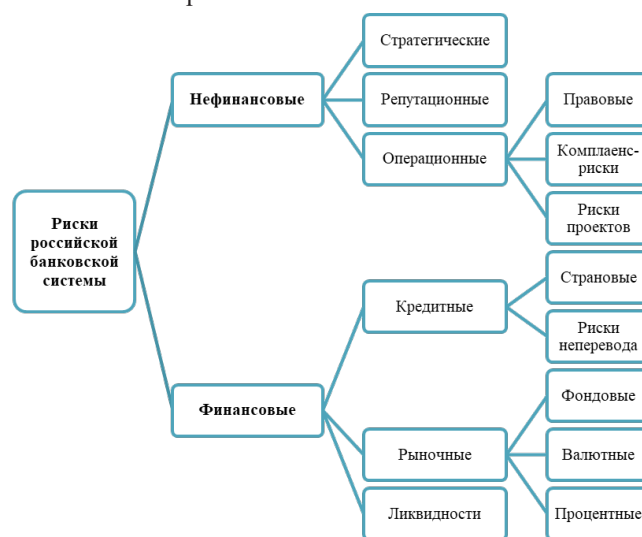 Стратегические
Нефинансовые
Репутационные
Правовые
Операционные
Комплаенс-
риски
Риски
проектов
Риски
российской
банковской
системы
Страновые
Кредитные
Риски
неперевода
Финансовые
Фондовые
Рыночные
Валютные
Ликвидности
Процентные